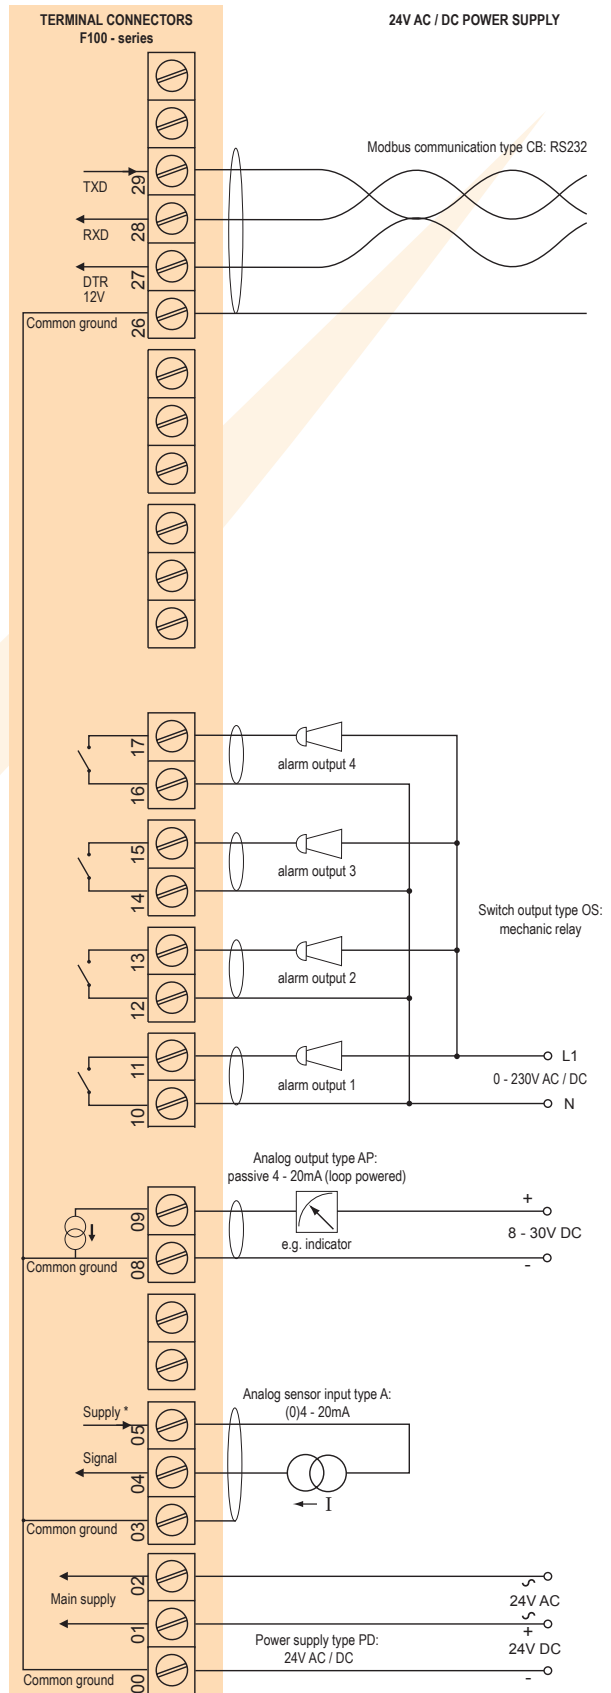 TERMINAL CONNECTORS
F100 - series
24V AC / DC POWER SUPPLY
Modbus communication type CB: RS232
29
TXD
28
RXD
27
DTR
12V
26
Common ground
17
alarm output 4
16
15
alarm output 3
14
Switch output type OS:
mechanic relay
13
alarm output 2
12
11
L1
alarm output 1
0 - 230V AC / DC
10
N
Analog output type AP:
passive 4 - 20mA (loop powered)
09
+
8 - 30V DC
e.g. indicator
08
Common ground
-
Analog sensor input type A:
(0)4 - 20mA
Supply *
05
Signal
04
I
03
Common ground
02
Main supply
24V AC
01
+
Power supply type PD:
24V AC / DC
24V DC
00
Common ground
-